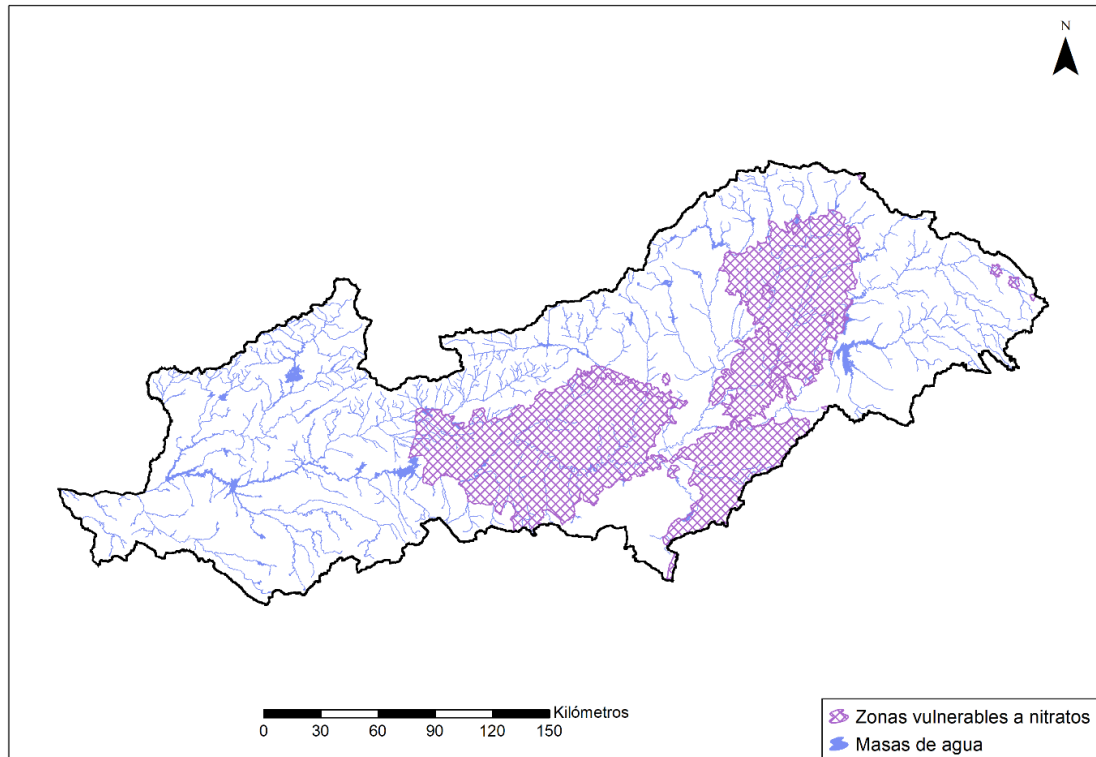 N
Kilómetros
0 30 60 90 120 150
Zonas vulnerables a nitratos
Masas de agua